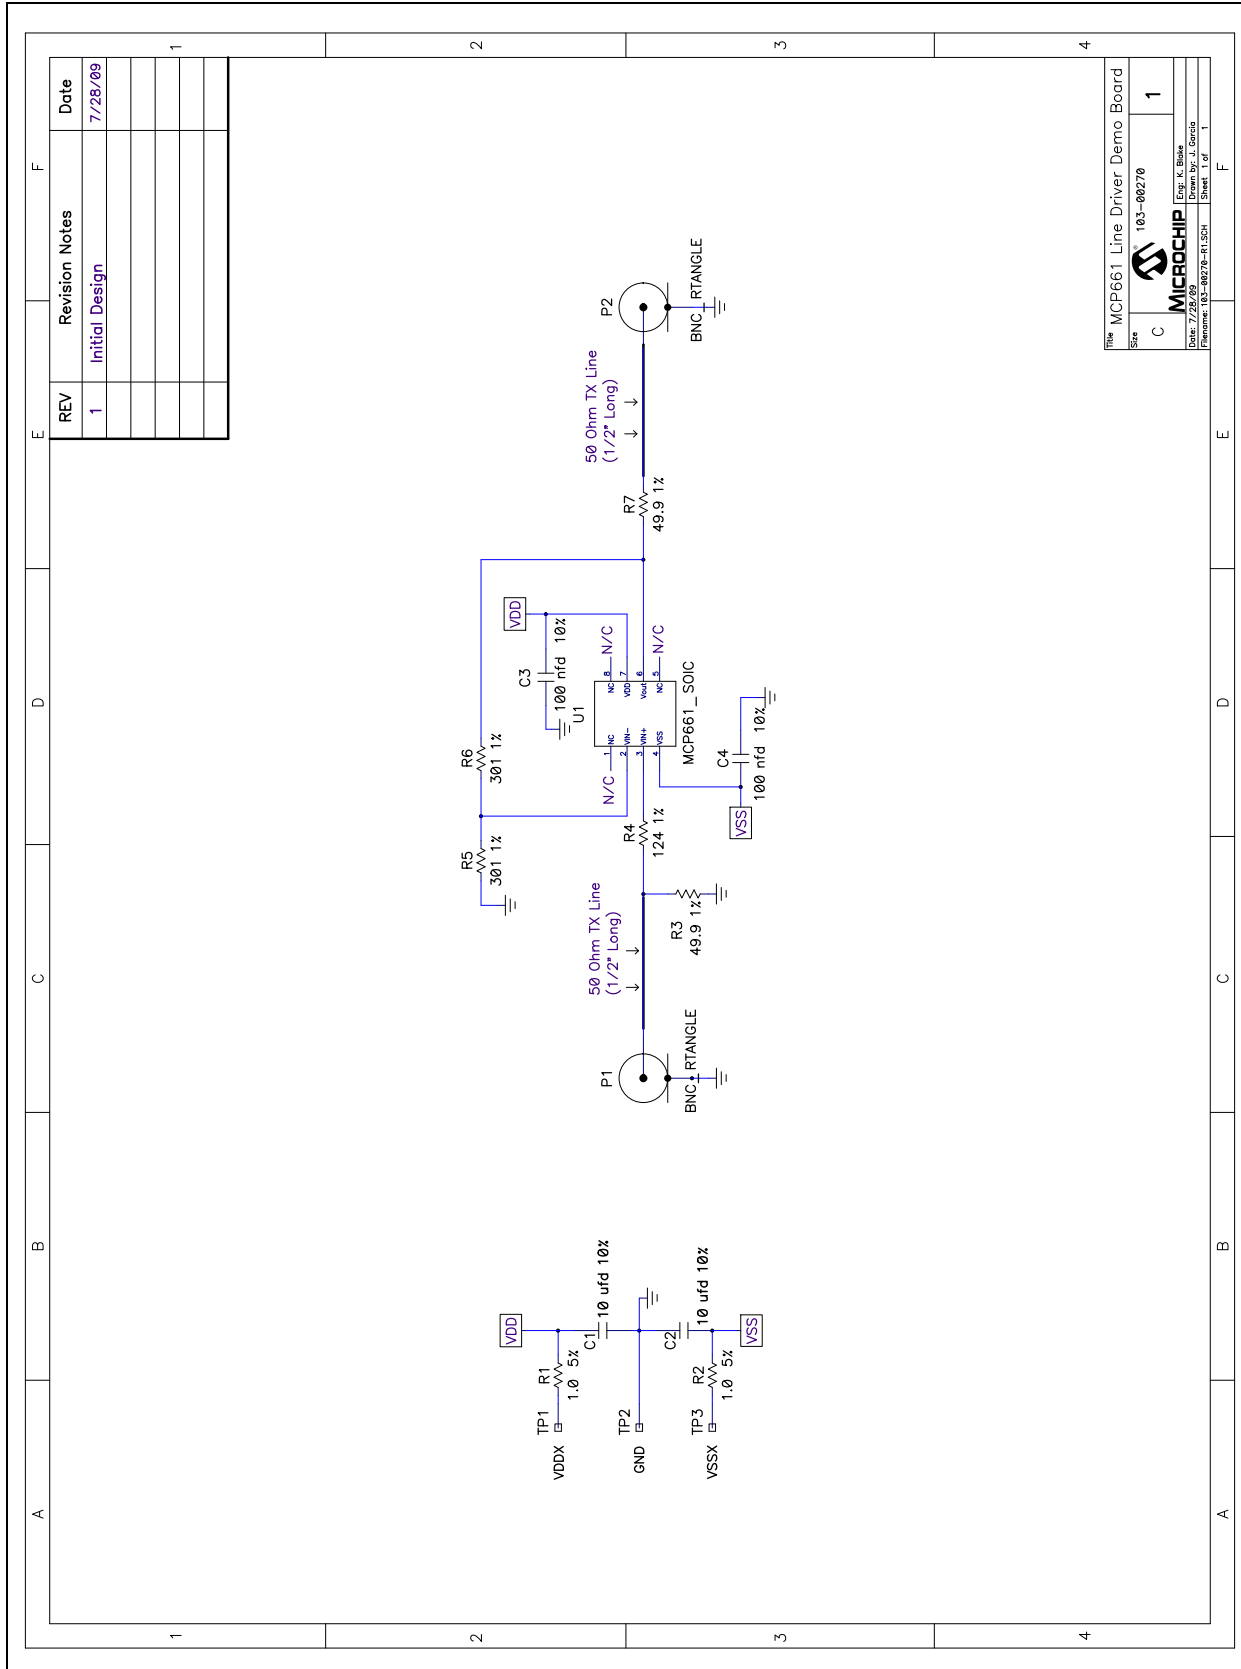 A
B
C
D
E
F
1
2
3
4
REV
Revision Notes
Date
1
Initial Design
7/28/09
VDD
TP1
VDDX
R1
1.0 5%
C1
10 ufd 10%
TP2
GND
C2
10 ufd 10%
TP3
VSSX
R2
1.0 5%
VSS
P1
BNC_RTANGLE
50 Ohm TX Line
(1/2" Long)
R3
49.9 1%
R4
124 1%
R5
301 1%
R6
301 1%
N/C
VDD
C3
100 nfd 10%
U1
1 NC
2 VIN-
3 VIN+
4 VSS
NC 8
VDD 7
Vout 6
NC 5
N/C
N/C
MCP661_SOIC
VSS
C4
100 nfd 10%
R7
49.9 1%
50 Ohm TX Line
(1/2" Long)
P2
BNC_RTANGLE
Title
MCP661 Line Driver Demo Board
Size
C
103-00270
1
MICROCHIP
Eng: K. Blake
Date: 7/28/09
Drawn by: J. Garcia
Filename: 103-00270-R1.SCH
Sheet 1 of 1
1
2
3
4
A
B
C
D
E
F